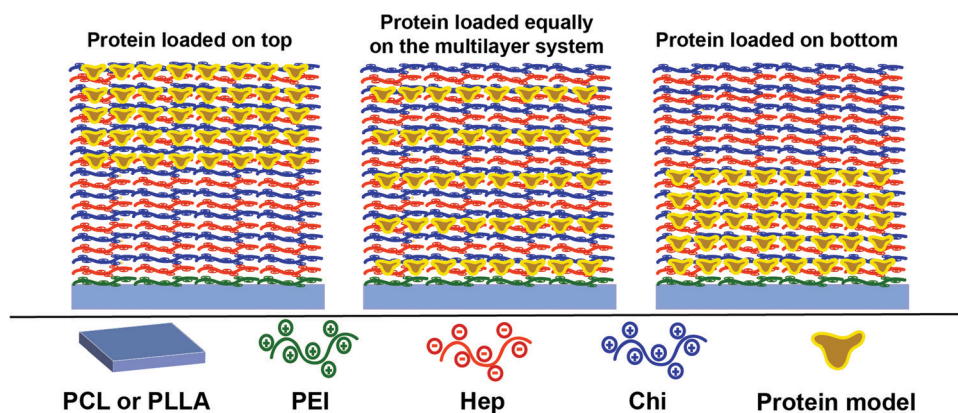 Protein loaded on top
Protein loaded equally
on the multilayer system
Protein loaded on bottom
PCL or PLLA
PEI
Hep
Chi
Protein model